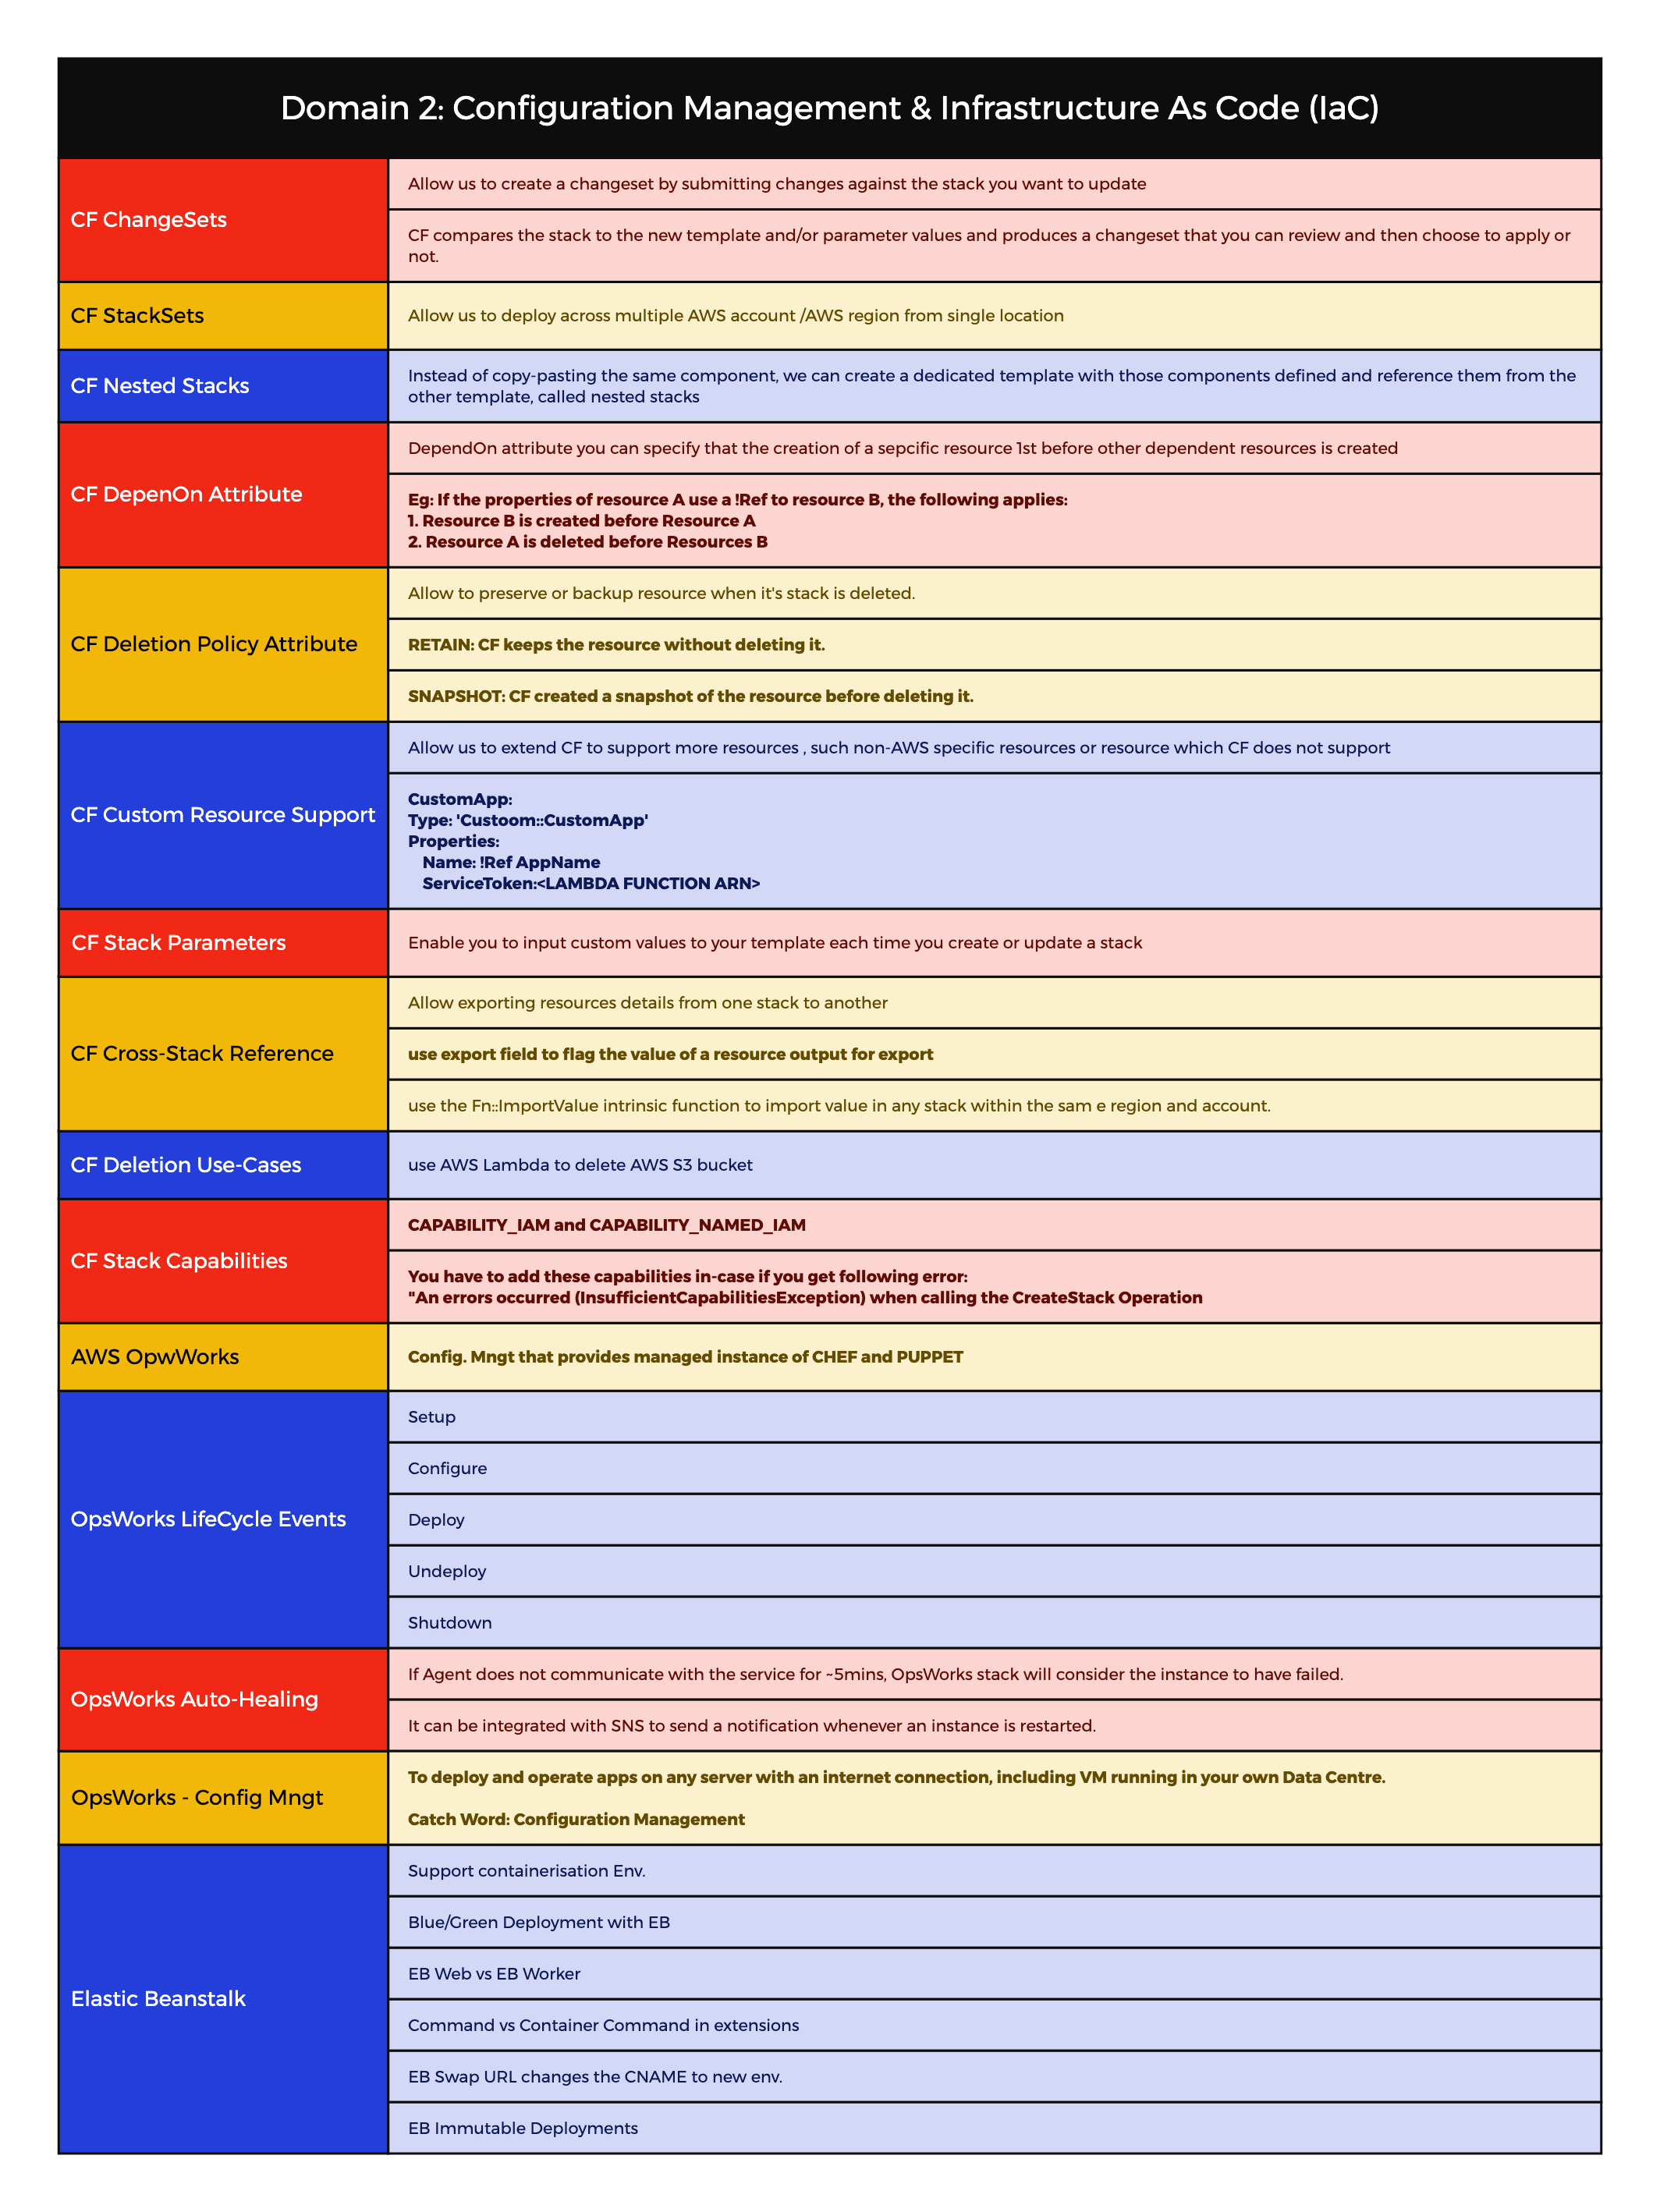 Domain 2: Configuration Management & Infrastructure As Code (IaC)
CF ChangeSets
Allow us to create a changeset by submitting changes against the stack you want to update
CF compares the stack to the new template and/or parameter values and produces a changeset that you can review and then choose to apply or
not.
CF StackSets
Allow us to deploy across multiple AWS account /AWS region from single location
CF Nested Stacks
Instead of copy-pasting the same component, we can create a dedicated template with those components defined and reference them from the
other template, called nested stacks
CF DepenOn Attribute
DependOn attribute you can specify that the creation of a sepcific resource 1st before other dependent resources is created
Eg: If the properties of resource A use a !Ref to resource B, the following applies:
1. Resource B is created before Resource A
2. Resource A is deleted before Resources B
CF Deletion Policy Attribute
Allow to preserve or backup resource when it's stack is deleted.
RETAIN: CF keeps the resource without deleting it.
SNAPSHOT: CF created a snapshot of the resource before deleting it.
CF Custom Resource Support
Allow us to extend CF to support more resources , such non-AWS specific resources or resource which CF does not support
CustomApp:
Type: 'Custoom::CustomApp'
Properties:
Name: !Ref AppName
ServiceToken:<LAMBDA FUNCTION ARN>
CF Stack Parameters
Enable you to input custom values to your template each time you create or update a stack
CF Cross-Stack Reference
Allow exporting resources details from one stack to another
use export field to flag the value of a resource output for export
use the Fn::ImportValue intrinsic function to import value in any stack within the sam e region and account.
CF Deletion Use-Cases
use AWS Lambda to delete AWS S3 bucket
CF Stack Capabilities
CAPABILITY_IAM and CAPABILITY_NAMED_IAM
You have to add these capabilities in-case if you get following error:
"An errors occurred (InsufficientCapabilitiesException) when calling the CreateStack Operation
AWS OpwWorks
Config. Mngt that provides managed instance of CHEF and PUPPET
OpsWorks LifeCycle Events
Setup
Configure
Deploy
Undeploy
Shutdown
OpsWorks Auto-Healing
If Agent does not communicate with the service for ~5mins, OpsWorks stack will consider the instance to have failed.
It can be integrated with SNS to send a notification whenever an instance is restarted.
OpsWorks - Config Mngt
To deploy and operate apps on any server with an internet connection, including VM running in your own Data Centre.
Catch Word: Configuration Management
Elastic Beanstalk
Support containerisation Env.
Blue/Green Deployment with EB
EB Web vs EB Worker
Command vs Container Command in extensions
EB Swap URL changes the CNAME to new env.
EB Immutable Deployments